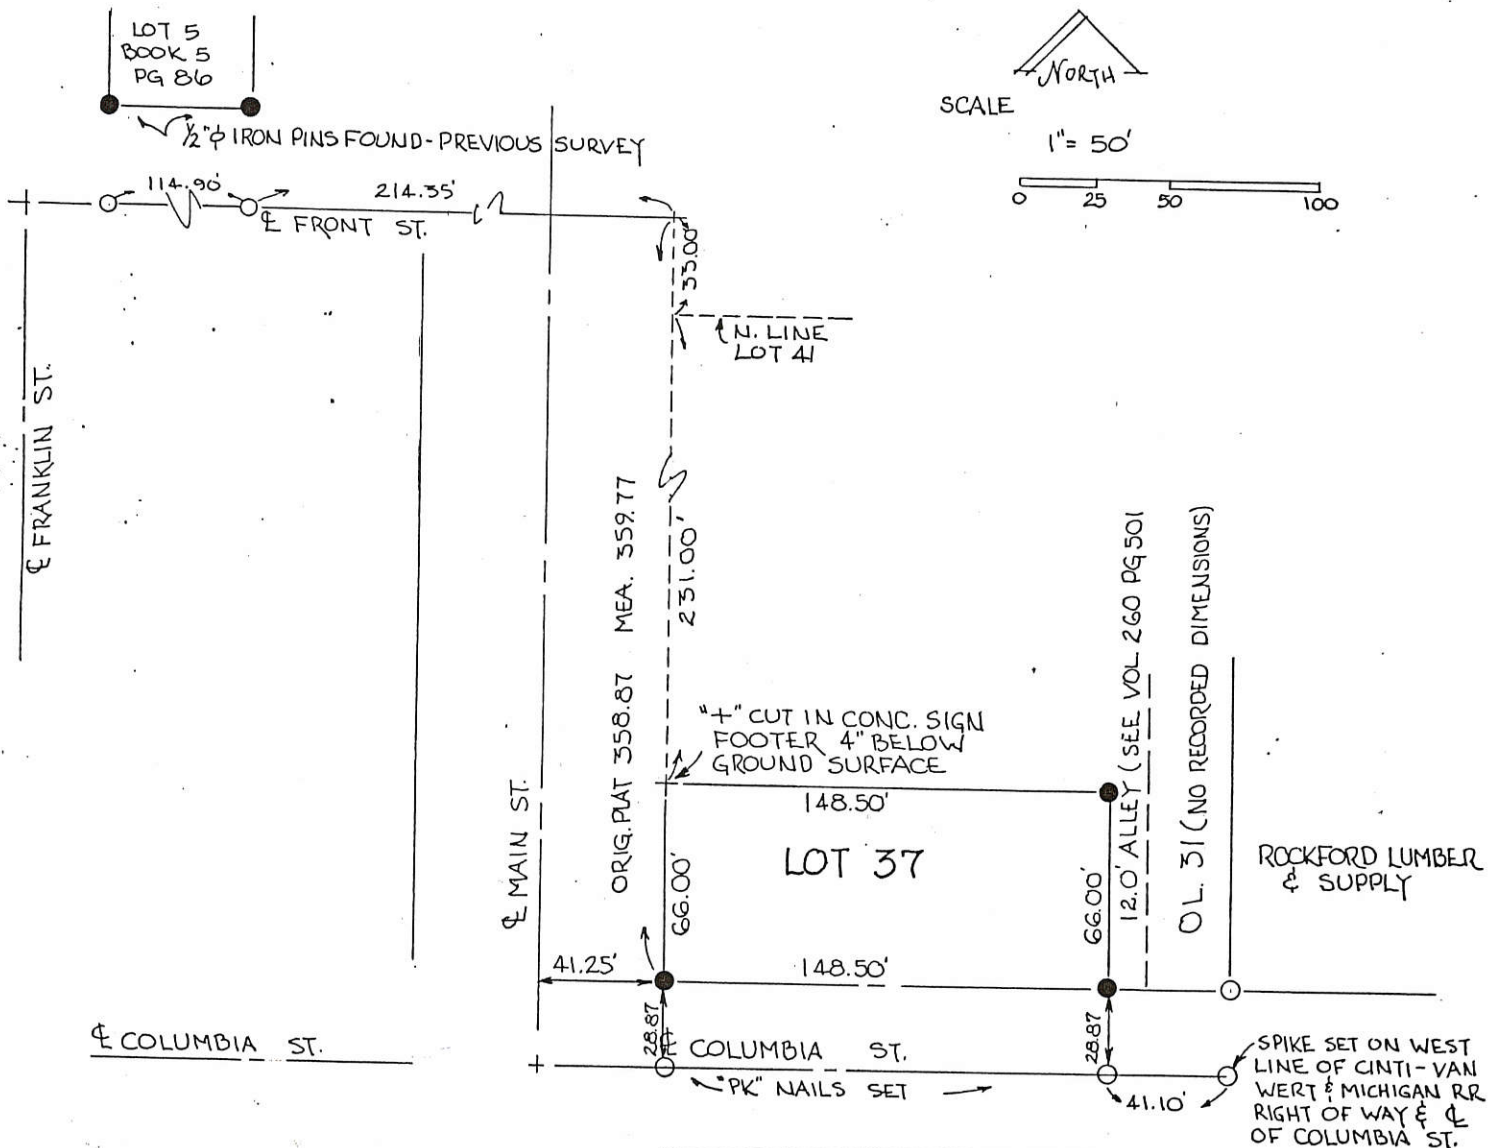 LOT 5
BOOK 5
PG 86
NORTH
SCALE
1"= 50'
0 25 50 100
1/2"φ IRON PINS FOUND-PREVIOUS SURVEY
114.90'
214.35'
℄ FRONT ST.
33.00'
N. LINE
LOT 41
℄ FRANKLIN ST.
℄ MAIN ST.
ORIG. PLAT 358.87 MEA. 359.77
231.00'
"+" CUT IN CONC. SIGN
FOOTER 4" BELOW
GROUND SURFACE
148.50'
LOT 37
66.00'
66.00'
12.0' ALLEY (SEE VOL 260 PG 501
O.L. 31 (NO RECORDED DIMENSIONS)
ROCKFORD LUMBER
& SUPPLY
41.25'
148.50'
28.87
28.87
℄ COLUMBIA ST.
℄ COLUMBIA ST.
"PK" NAILS SET
41.10'
SPIKE SET ON WEST
LINE OF CINTI-VAN
WERT & MICHIGAN RR
RIGHT OF WAY & ℄
OF COLUMBIA ST.